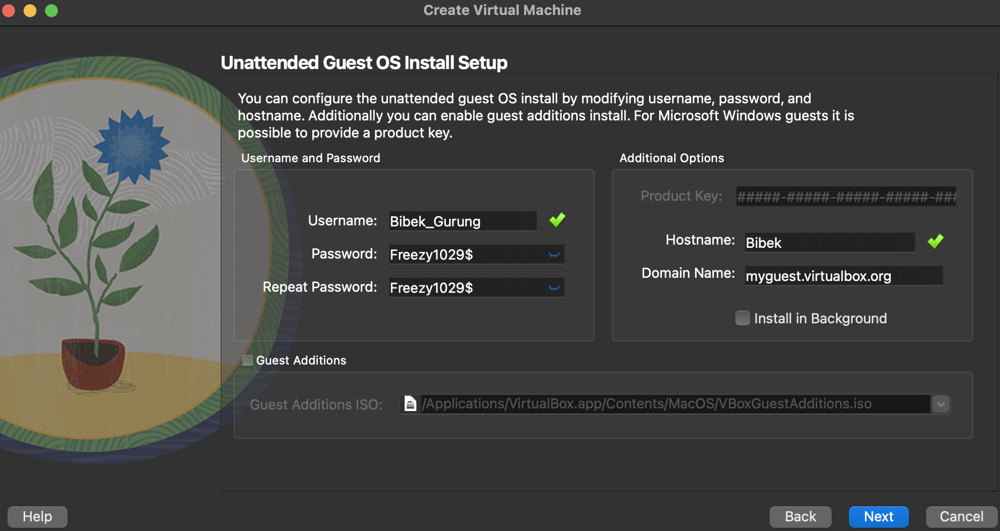 Create Virtual Machine
Unattended Guest OS Install Setup
You can configure the unattended guest OS install by modifying username, password, and
hostname. Additionally you can enable guest additions install. For Microsoft Windows guests it is
possible to provide a product key.
Username and Password
Username: Bibek_Gurung
Password: Freezy1029$
Repeat Password: Freezy1029$
Additional Options
Product Key: #####-#####-#####-#####-###
Hostname: Bibek
Domain Name: myguest.virtualbox.org
Install in Background
Guest Additions
Guest Additions ISO: /Applications/VirtualBox.app/Contents/MacOS/VBoxGuestAdditions.iso
Help
Back
Next
Cancel